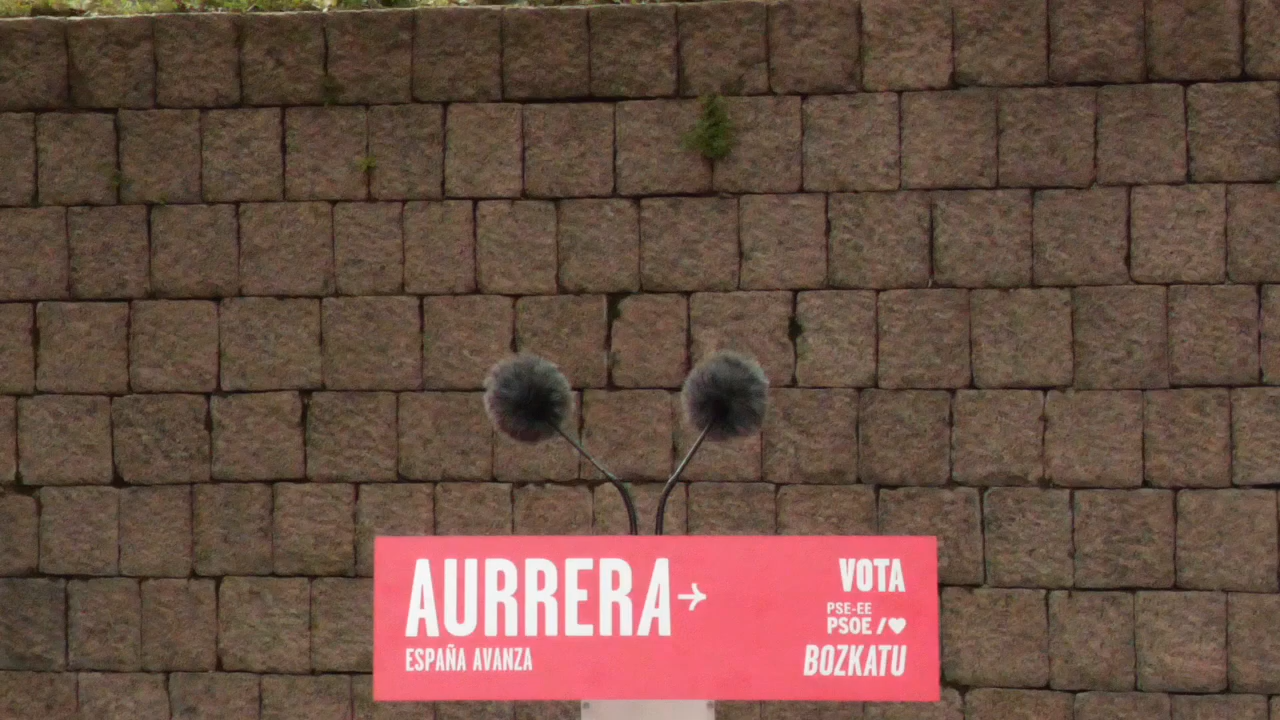 AURRERA→
ESPAÑA AVANZA
VOTA
PSE-EE
PSOE /♥
BOZKATU